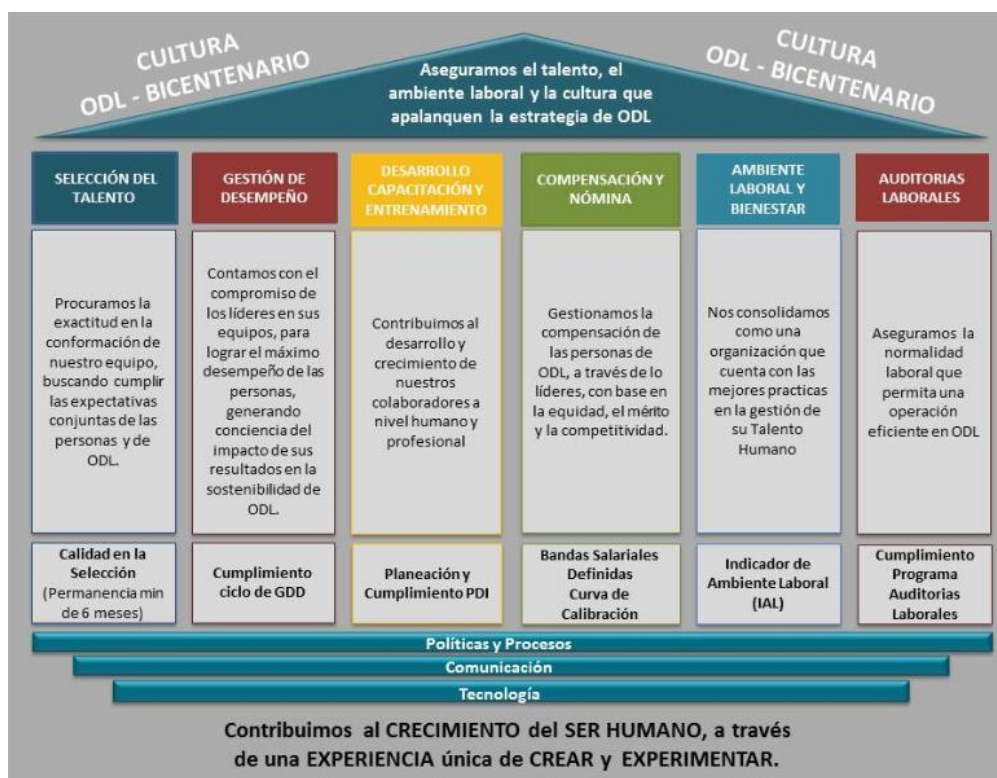 CULTURA
ODL - BICENTENARIO
CULTURA
ODL - BICENTENARIO
Aseguramos el talento, el
ambiente laboral y la cultura que
apalanquen la estrategia de ODL
SELECCIÓN DEL
TALENTO
GESTIÓN DE
DESEMPEÑO
DESARROLLO
CAPACITACIÓN Y
ENTRENAMIENTO
COMPENSACIÓN Y
NÓMINA
AMBIENTE
LABORAL Y
BIENESTAR
AUDITORIAS
LABORALES
Procuramos la
exactitud en la
conformación de
nuestro equipo,
buscando cumplir
las expectativas
conjuntas de las
personas y de
ODL.
Contamos con el
compromiso de
los líderes en sus
equipos, para
lograr el máximo
desempeño de las
personas,
generando
conciencia del
impacto de sus
resultados en la
sostenibilidad de
ODL.
Contribuimos al
desarrollo y
crecimiento de
nuestros
colaboradores a
nivel humano y
profesional
Gestionamos la
compensación de
las personas de
ODL, a través de lo
líderes, con base en
la equidad, el mérito
y la competitividad.
Nos consolidamos
como una
organización que
cuenta con las
mejores practicas
en la gestión de
su Talento
Humano
Aseguramos la
normalidad
laboral que
permita una
operación
eficiente en ODL
Calidad en la
Selección
(Permanencia min
de 6 meses)
Cumplimiento
ciclo de GDD
Planeación y
Cumplimiento PDI
Bandas Salariales
Definidas
Curva de
Calibración
Indicador de
Ambiente Laboral
(IAL)
Cumplimiento
Programa
Auditorias
Laborales
Políticas y Procesos
Comunicación
Tecnología
Contribuimos al CRECIMIENTO del SER HUMANO, a través
de una EXPERIENCIA única de CREAR y EXPERIMENTAR.